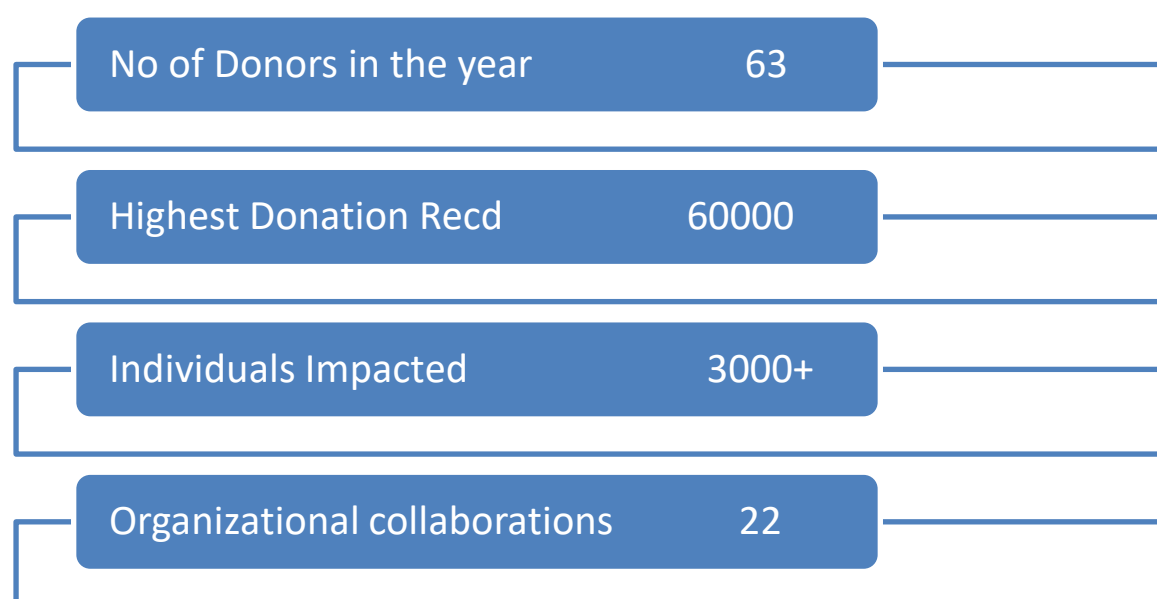 No of Donors in the year 63
Highest Donation Recd 60000
Individuals Impacted 3000+
Organizational collaborations 22